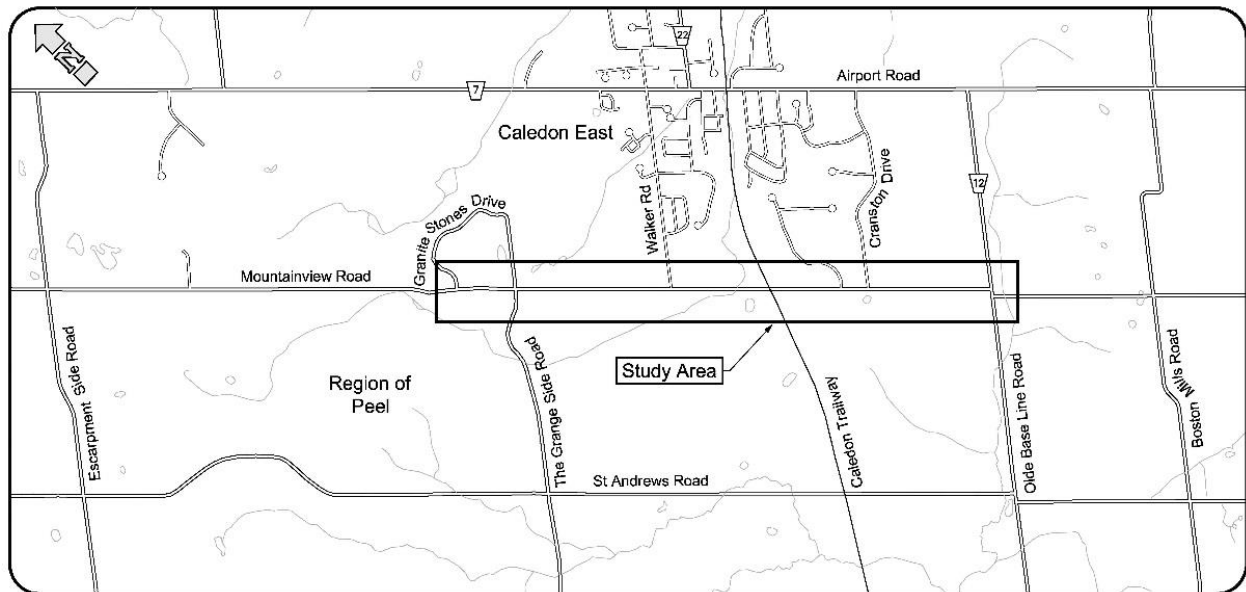 N
22
Airport Road
7
Caledon East
Walker Rd
Cranston Drive
12
Granite Stones Drive
Mountainview Road
Study Area
Escarpment Side Road
Region of
Peel
The Grange Side Road
Caledon Trailway
Olde Base Line Road
Boston Mills Road
St Andrews Road